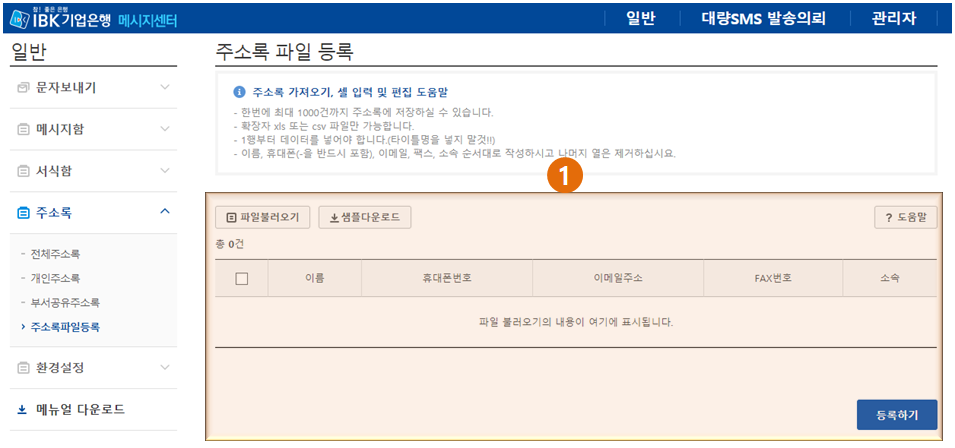 참! 좋은 은행
IBK기업은행 메시지센터
일반 대량SMS 발송의뢰 관리자
일반
문자보내기
메시지함
서식함
주소록
- 전체주소록
- 개인주소록
- 부서공유주소록
› 주소록파일등록
환경설정
메뉴얼 다운로드
주소록 파일 등록
주소록 가져오기, 셀 입력 및 편집 도움말
- 한번에 최대 1000건까지 주소록에 저장하실 수 있습니다.
- 확장자 xls 또는 csv 파일만 가능합니다.
- 1행부터 데이터를 넣어야 합니다.(타이틀명을 넣지 말것!!)
- 이름, 휴대폰(-을 반드시 포함), 이메일, 팩스, 소속 순서대로 작성하시고 나머지 열은 제거하십시요.
1
파일불러오기 샘플다운로드 ? 도움말
총 0건
이름 휴대폰번호 이메일주소 FAX번호 소속
파일 불러오기의 내용이 여기에 표시됩니다.
등록하기